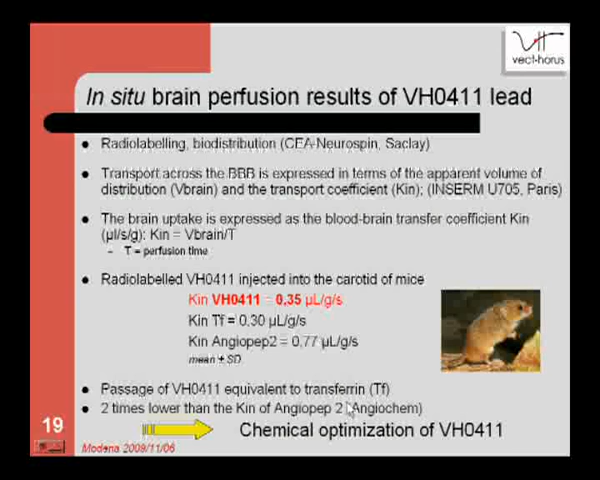 vect-horus
In situ brain perfusion results of VH0411 lead
Radiolabelling, biodistribution (CEA-Neurospin, Saclay)
Transport across the BBB is expressed in terms of the apparent volume of
distribution (Vbrain) and the transport coefficient (Kin); (INSERM U705, Paris)
The brain uptake is expressed as the blood-brain transfer coefficient Kin
(µl/s/g): Kin = Vbrain/T
– T = perfusion time
Radiolabelled VH0411 injected into the carotid of mice
Kin VH0411 = 0,35 µL/g/s
Kin Tf = 0,30 µL/g/s
Kin Angiopep2 = 0,77 µL/g/s
mean ± SD
Passage of VH0411 equivalent to transferrin (Tf)
2 times lower than the Kin of Angiopep 2 (Angiochem)
Chemical optimization of VH0411
19
Modena 2009/11/06